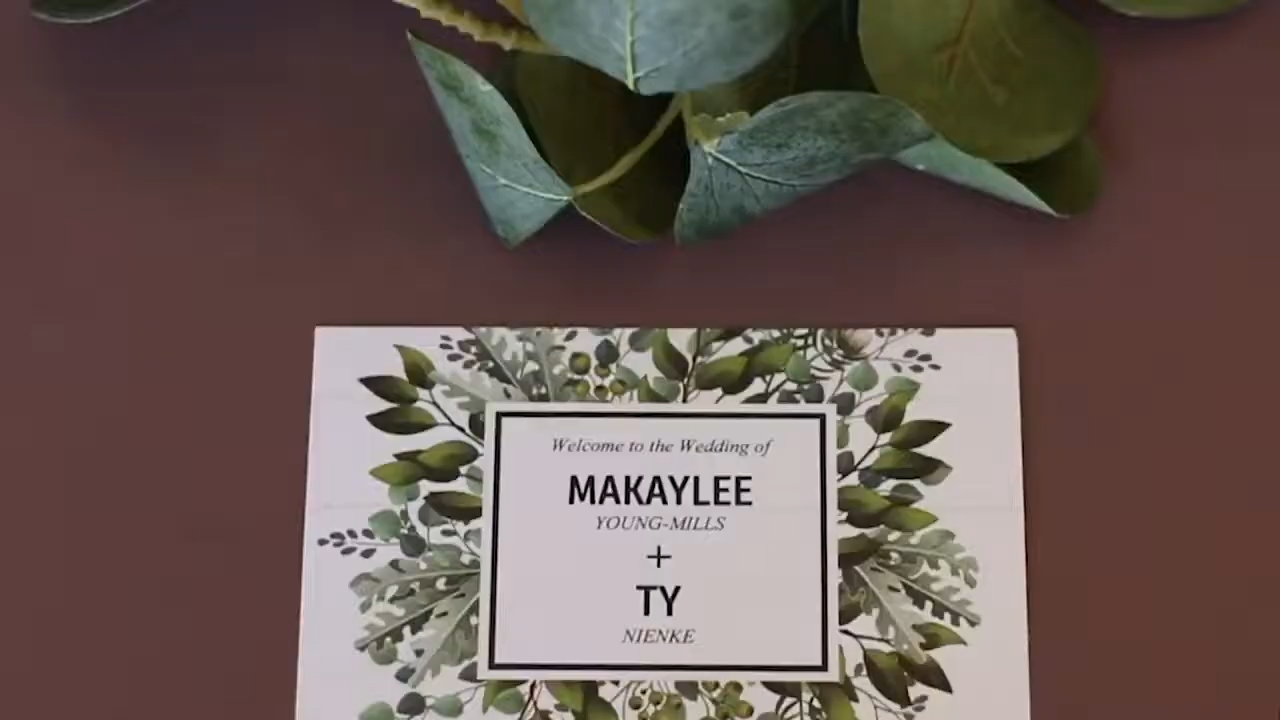 Welcome to the Wedding of
MAKAYLEE
YOUNG-MILLS
+
TY
NIENKE